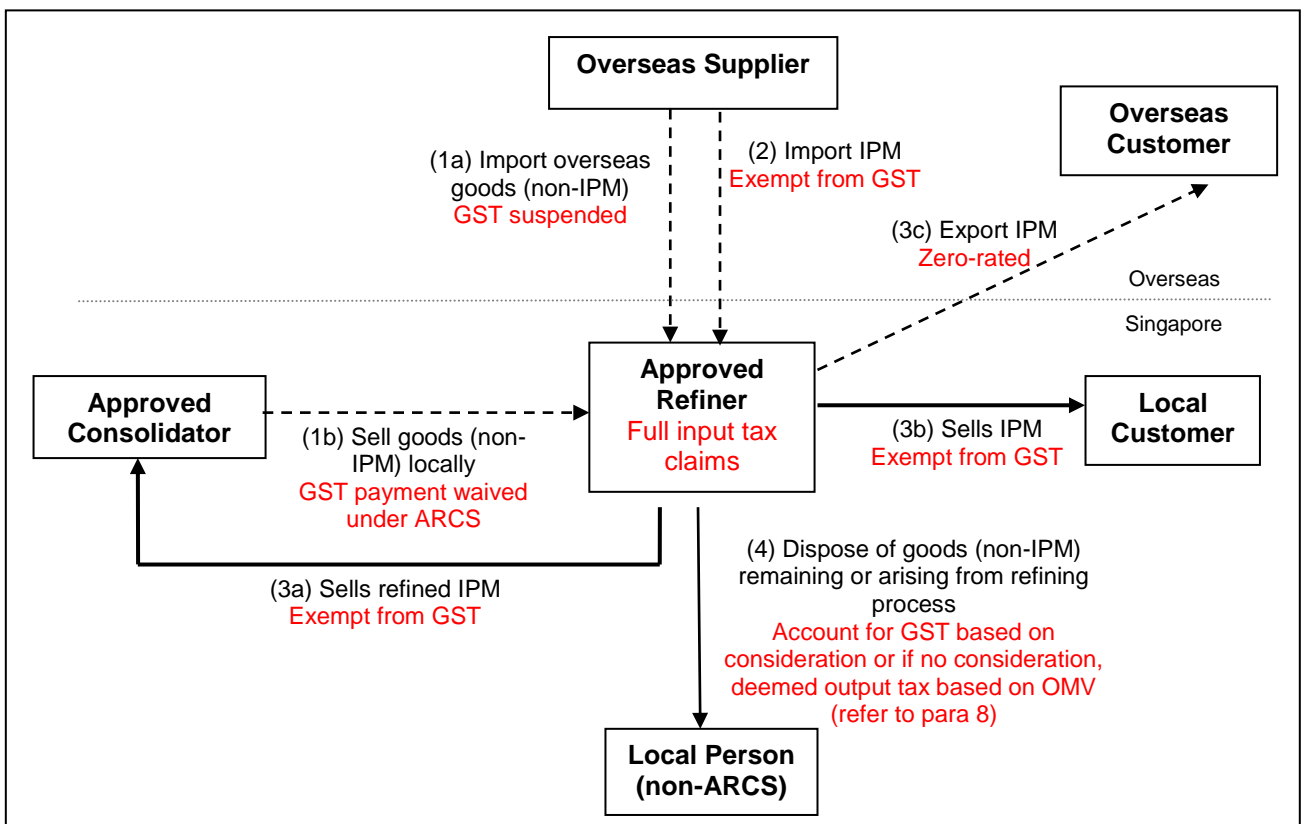 Overseas Supplier
Overseas
Customer
(1a) Import overseas
goods (non-IPM)
GST suspended
(2) Import IPM
Exempt from GST
(3c) Export IPM
Zero-rated
Overseas
Singapore
Approved
Consolidator
(1b) Sell goods (non-
IPM) locally
GST payment waived
under ARCS
Approved
Refiner
Full input tax
claims
(3b) Sells IPM
Exempt from GST
Local
Customer
(3a) Sells refined IPM
Exempt from GST
(4) Dispose of goods (non-IPM)
remaining or arising from refining
process
Account for GST based on
consideration or if no consideration,
deemed output tax based on OMV
(refer to para 8)
Local Person
(non-ARCS)